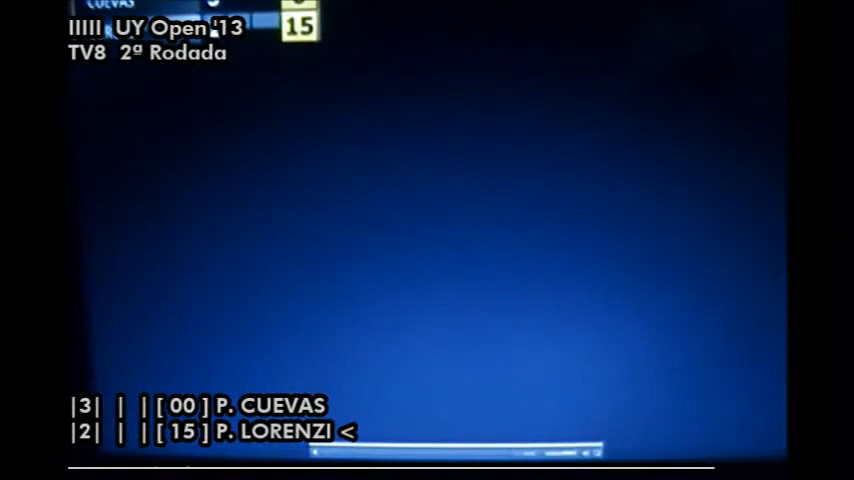 CUEVAS
IIIII UY Open '13
15
TV8 2ª Rodada
|3| | |[ 00 ] P. CUEVAS
|2| | |[ 15 ] P. LORENZI <